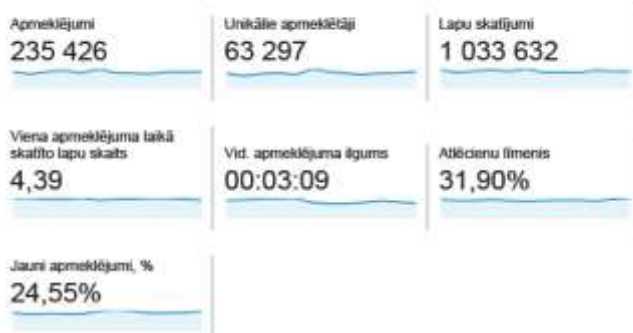 Apmeklējumi
235 426
Unikālie apmeklētāji
63 297
Lapu skatījumi
1 033 632
Viena apmeklējuma laikā
skatīto lapu skaits
4,39
Vid. apmeklējuma ilgums
00:03:09
Atlēcienu līmenis
31,90%
Jauni apmeklējumi, %
24,55%